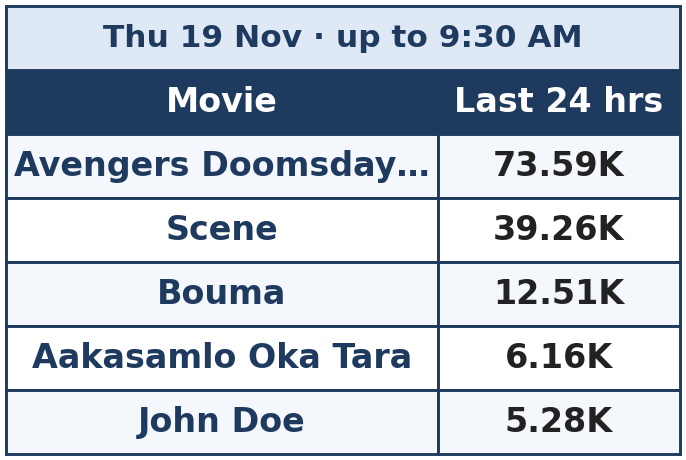 Thu 19 Nov · up to 9:30 AM
Movie Last 24 hrs
Avengers Doomsday... 73.59K
Scene 39.26K
Bouma 12.51K
Aakasamlo Oka Tara 6.16K
John Doe 5.28K